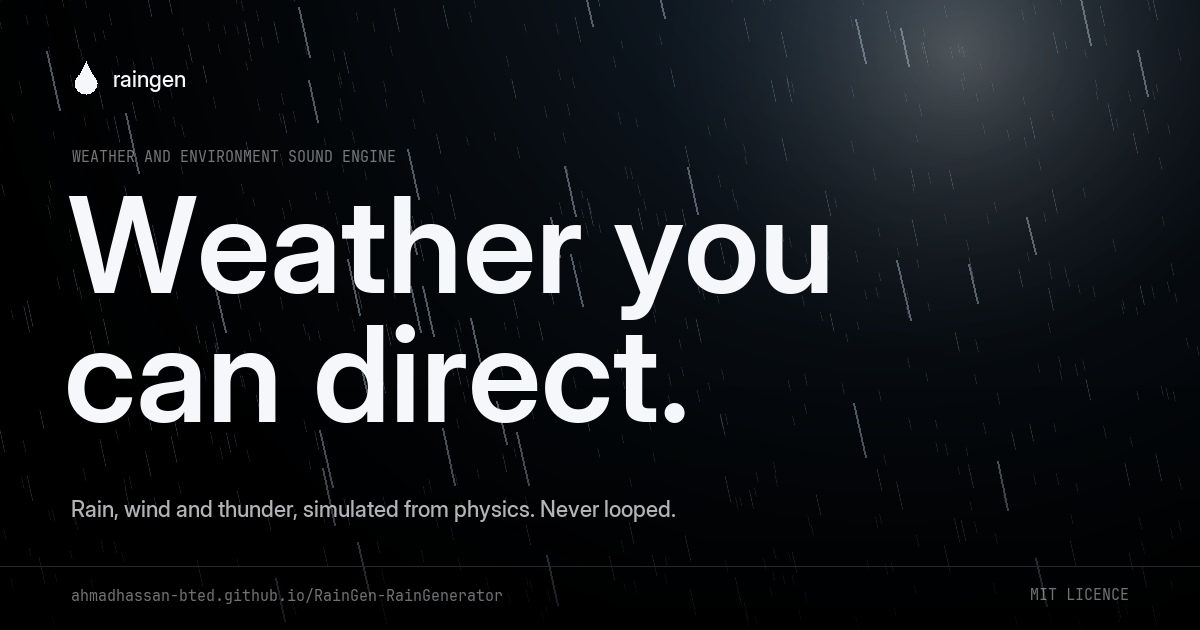 raingen
WEATHER AND ENVIRONMENT SOUND ENGINE
Weather you
can direct.
Rain, wind and thunder, simulated from physics. Never looped.
ahmadhassan-bted.github.io/RainGen-RainGenerator
MIT LICENCE